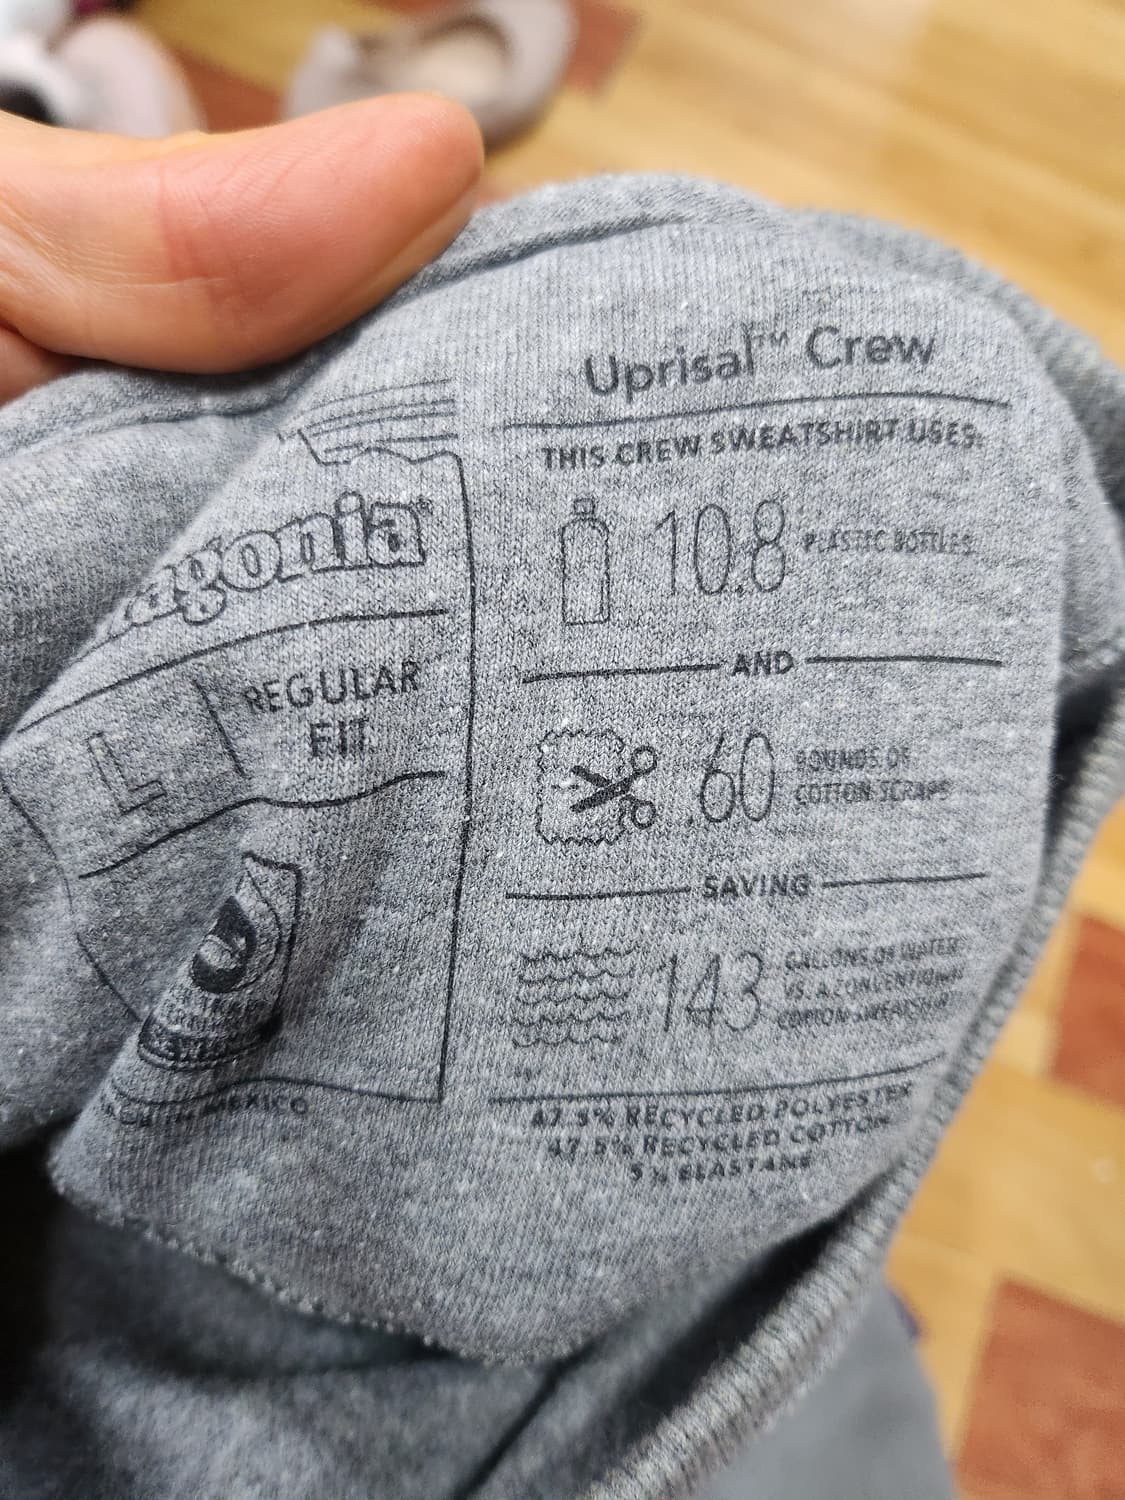 agonia®
L
REGULAR
FIT
MEXICO
Uprisal™ Crew
THIS CREW SWEATSHIRT USES:
10.8 PLASTIC BOTTLES
AND
.60 POUNDS OF
COTTON SCRAPS
SAVING
143 GALLONS OF WATER
VS. A CONVENTIONAL
COTTON SWEATSHIRT
47.5% RECYCLED POLYESTER
47.5% RECYCLED COTTON
5% ELASTANE